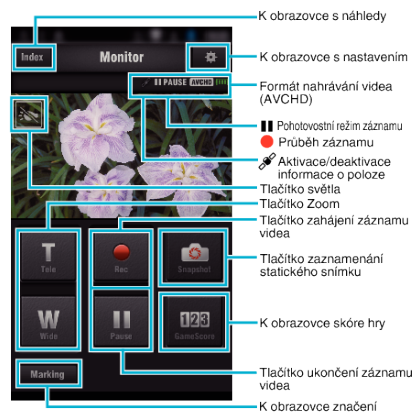 K obrazovce s náhledy
Index
Monitor
K obrazovce s nastavením
PAUSE AVCHD
Formát nahrávání videa
(AVCHD)
Pohotovostní režim záznamu
Průběh záznamu
Aktivace/deaktivace
informace o poloze
Tlačítko světla
Tlačítko Zoom
Tlačítko zahájení záznamu
videa
T
Tele
Rec
Snapshot
Tlačítko zaznamenání
statického snímku
W
Wide
Pause
123
GameScore
K obrazovce skóre hry
Marking
Tlačítko ukončení záznamu
videa
K obrazovce značení